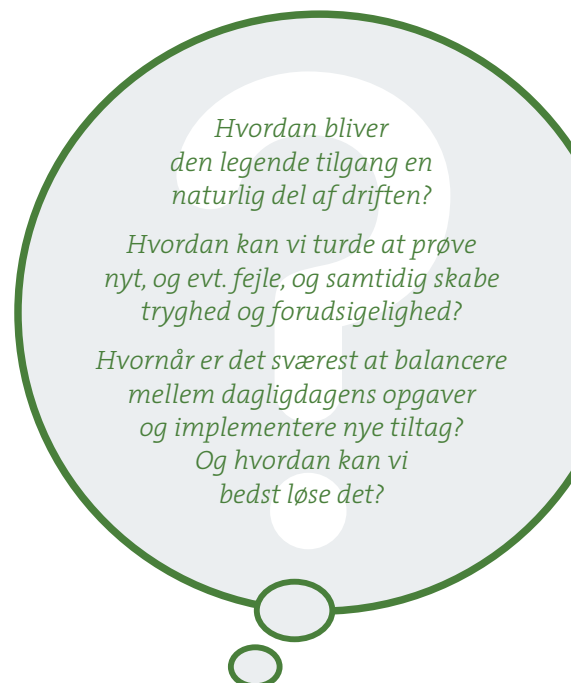 Hvordan bliver
den legende tilgang en
naturlig del af driften?
Hvordan kan vi turde at prøve
nyt, og evt. fejle, og samtidig skabe
tryghed og forudsigelighed?
Hvornår er det sværest at balancere
mellem dagligdagens opgaver
og implementere nye tiltag?
Og hvordan kan vi
bedst løse det?